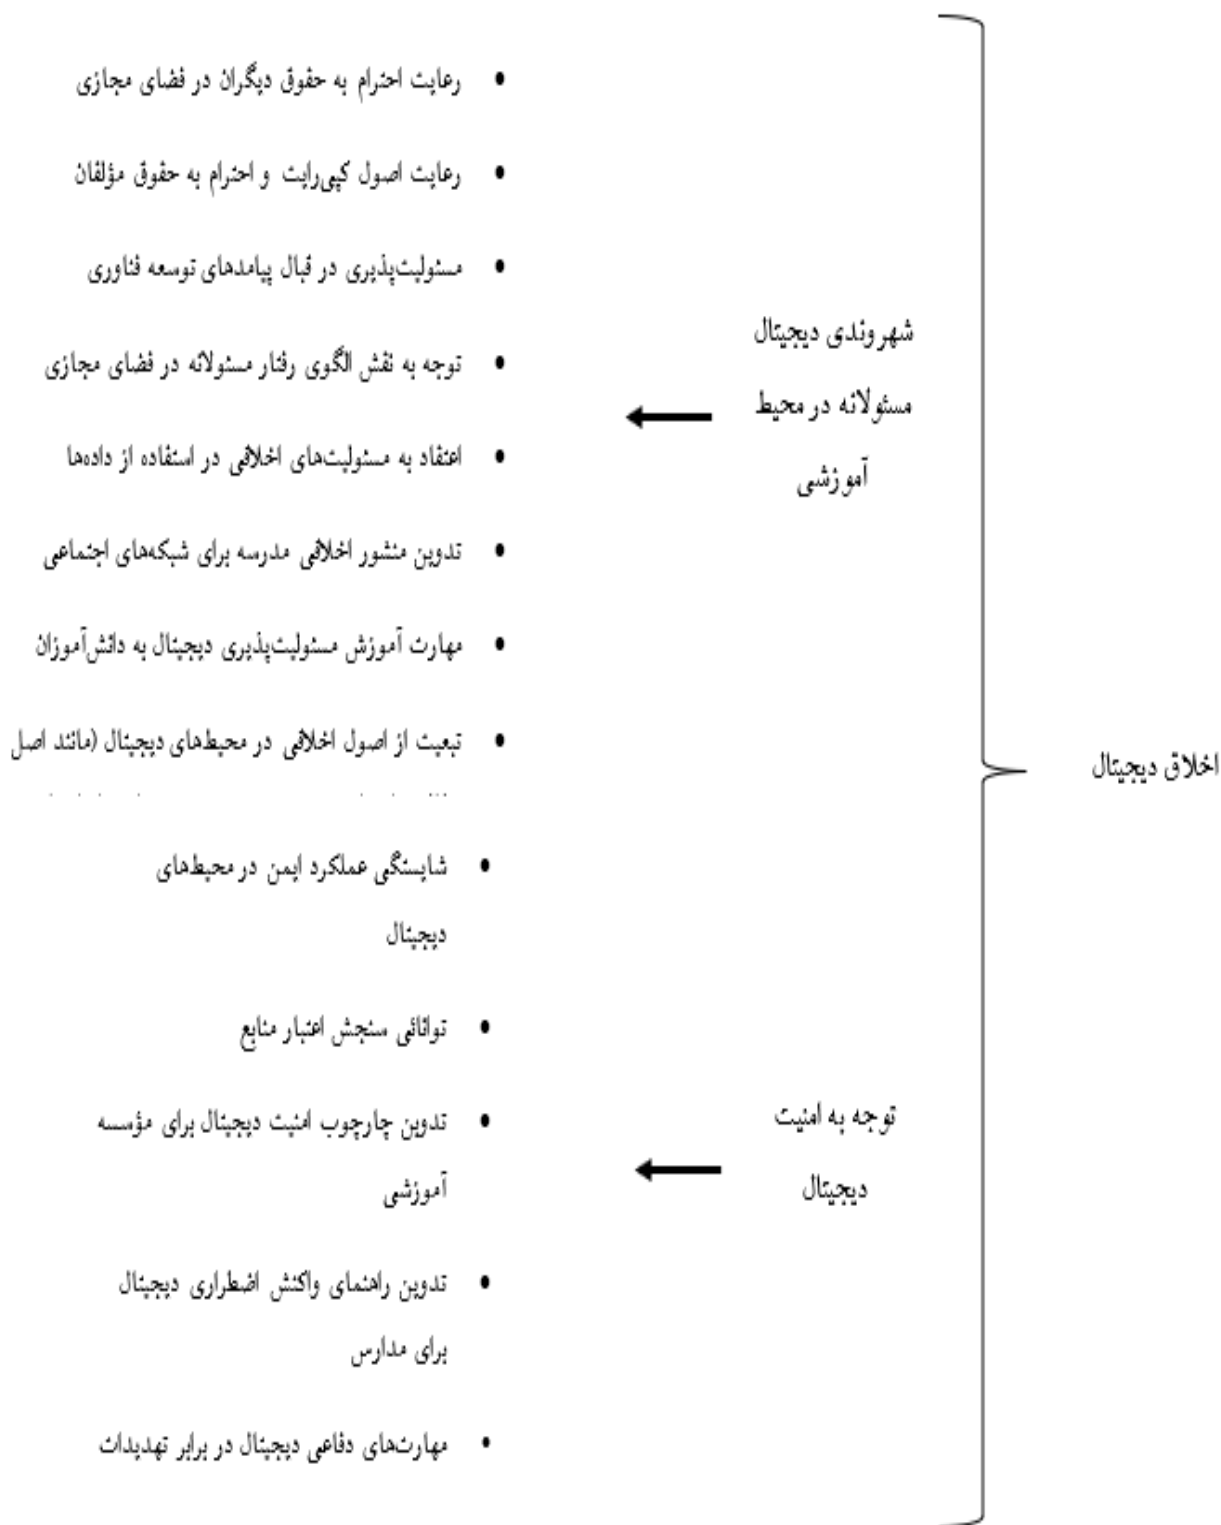 اخلاق دیجیتال
شهروندی دیجیتال
مسئولانه در محیط
آموزشی
رعایت احترام به حقوق دیگران در فضای مجازی
رعایت اصول کپی‌رایت و احترام به حقوق مؤلفان
مسئولیت‌پذیری در قبال پیامدهای توسعه فناوری
توجه به نقش الگوی رفتار مسئولانه در فضای مجازی
اعتقاد به مسئولیت‌های اخلاقی در استفاده از داده‌ها
تدوین منشور اخلاقی مدرسه برای شبکه‌های اجتماعی
مهارت آموزش مسئولیت‌پذیری دیجیتال به دانش‌آموزان
تبعیت از اصول اخلاقی در محیط‌های دیجیتال (مانند اصل
توجه به امنیت
دیجیتال
شایستگی عملکرد ایمن در محیط‌های
دیجیتال
توانائی سنجش اعتبار منابع
تدوین چارچوب امنیت دیجیتال برای مؤسسه
آموزشی
تدوین راهنمای واکنش اضطراری دیجیتال
برای مدارس
مهارت‌های دفاعی دیجیتال در برابر تهدیدات